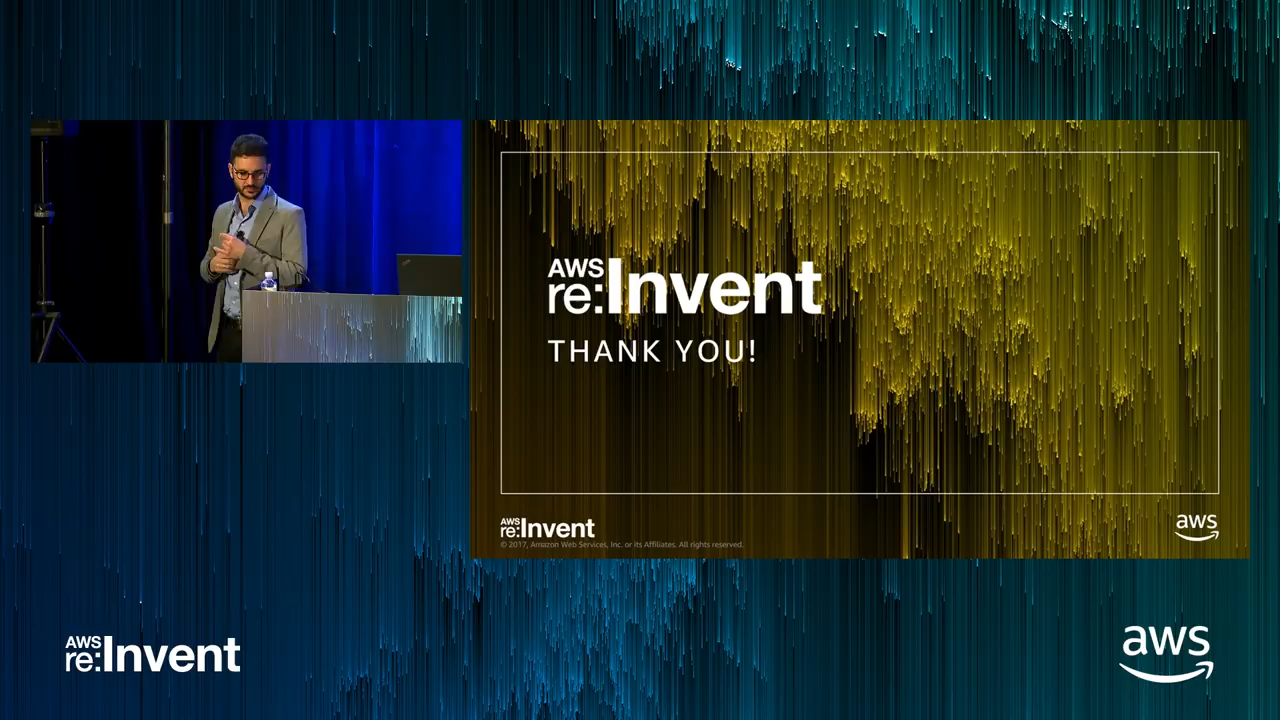 AWS
re:Invent
THANK YOU!
AWS
re:Invent
aws
© 2017, Amazon Web Services, Inc. or its Affiliates. All rights reserved.
AWS
re:Invent
aws